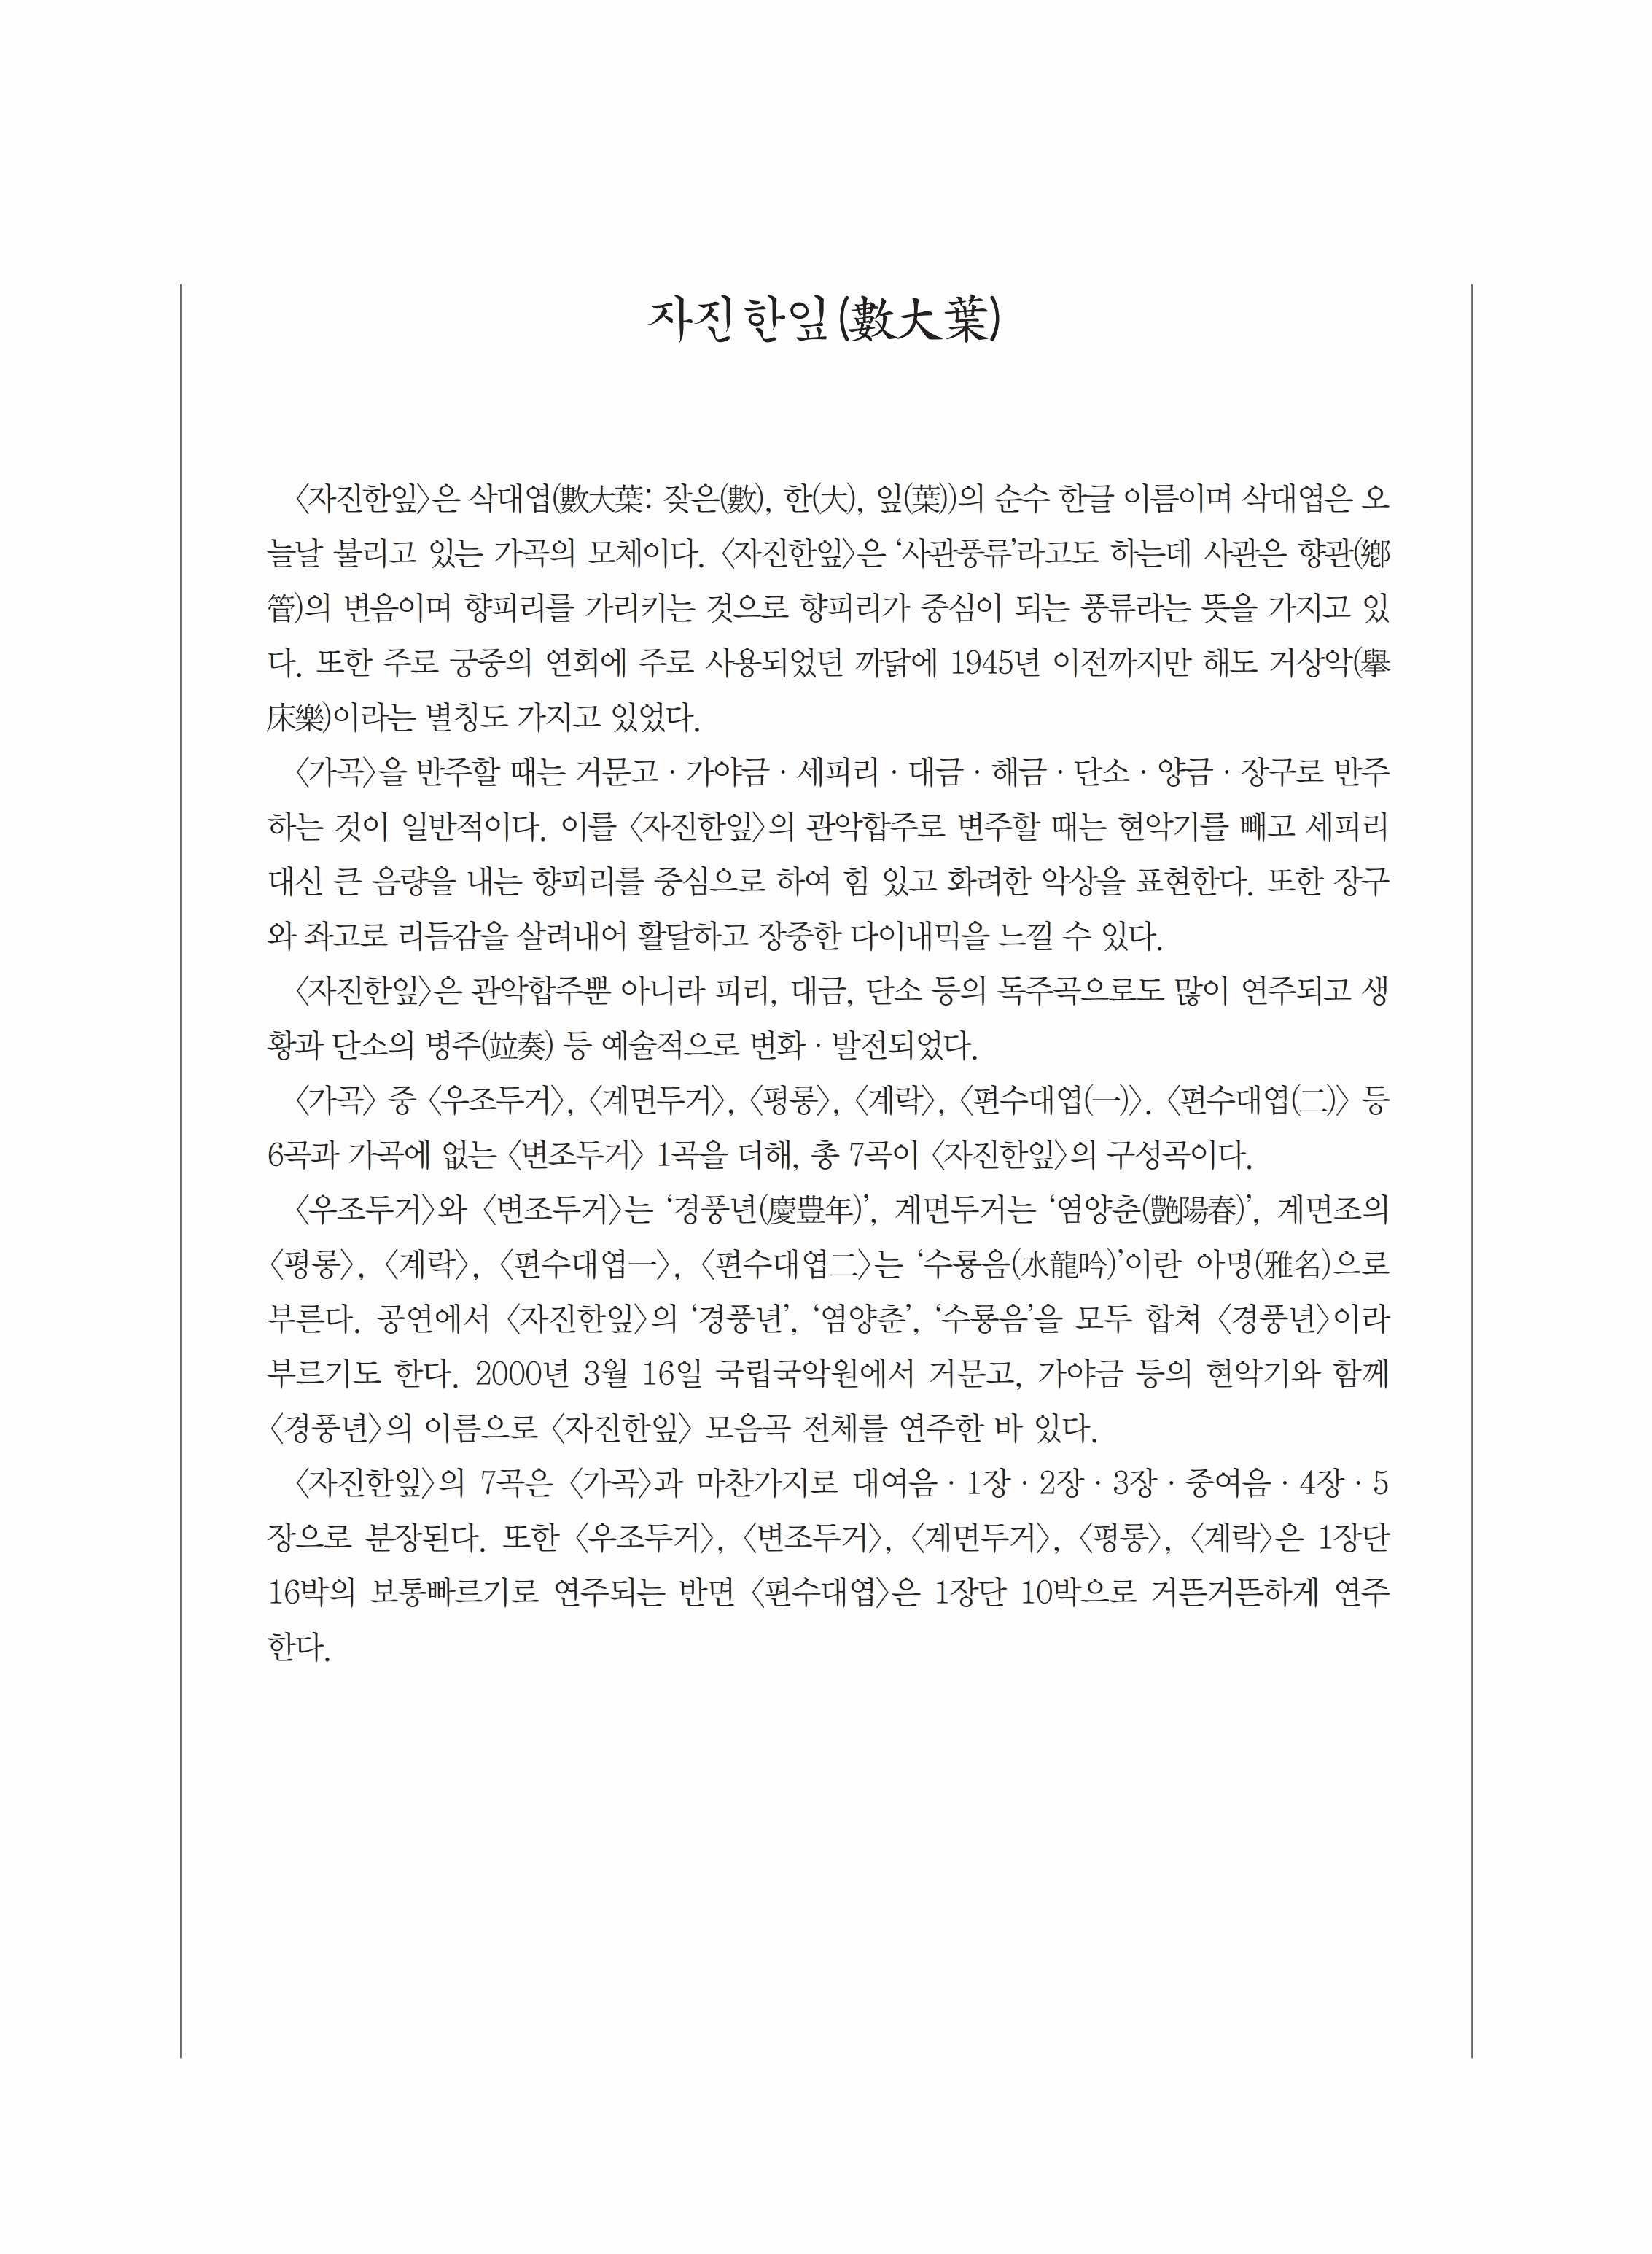 자진한잎(數大葉)
〈자진한잎〉은 삭대엽(數大葉: 잦은(數), 한(大), 잎(葉))의 순수 한글 이름이며 삭대엽은 오
늘날 불리고 있는 가곡의 모체이다. 〈자진한잎〉은 ‘사관풍류’라고도 하는데 사관은 향관(鄕
管)의 변음이며 향피리를 가리키는 것으로 향피리가 중심이 되는 풍류라는 뜻을 가지고 있
다. 또한 주로 궁중의 연회에 주로 사용되었던 까닭에 1945년 이전까지만 해도 거상악(擧
床樂)이라는 별칭도 가지고 있었다.
〈가곡〉을 반주할 때는 거문고 · 가야금 · 세피리 · 대금 · 해금 · 단소 · 양금 · 장구로 반주
하는 것이 일반적이다. 이를 〈자진한잎〉의 관악합주로 변주할 때는 현악기를 빼고 세피리
대신 큰 음량을 내는 향피리를 중심으로 하여 힘 있고 화려한 악상을 표현한다. 또한 장구
와 좌고로 리듬감을 살려내어 활달하고 장중한 다이내믹을 느낄 수 있다.
〈자진한잎〉은 관악합주뿐 아니라 피리, 대금, 단소 등의 독주곡으로도 많이 연주되고 생
황과 단소의 병주(竝奏) 등 예술적으로 변화 · 발전되었다.
〈가곡〉 중 〈우조두거〉, 〈계면두거〉, 〈평롱〉, 〈계락〉, 〈편수대엽(一)〉. 〈편수대엽(二)〉 등
6곡과 가곡에 없는 〈변조두거〉 1곡을 더해, 총 7곡이 〈자진한잎〉의 구성곡이다.
〈우조두거〉와 〈변조두거〉는 ‘경풍년(慶豊年)’, 계면두거는 ‘염양춘(艶陽春)’, 계면조의
〈평롱〉, 〈계락〉, 〈편수대엽一〉, 〈편수대엽二〉는 ‘수룡음(水龍吟)’이란 아명(雅名)으로
부른다. 공연에서 〈자진한잎〉의 ‘경풍년’, ‘염양춘’, ‘수룡음’을 모두 합쳐 〈경풍년〉이라
부르기도 한다. 2000년 3월 16일 국립국악원에서 거문고, 가야금 등의 현악기와 함께
〈경풍년〉의 이름으로 〈자진한잎〉 모음곡 전체를 연주한 바 있다.
〈자진한잎〉의 7곡은 〈가곡〉과 마찬가지로 대여음 · 1장 · 2장 · 3장 · 중여음 · 4장 · 5
장으로 분장된다. 또한 〈우조두거〉, 〈변조두거〉, 〈계면두거〉, 〈평롱〉, 〈계락〉은 1장단
16박의 보통빠르기로 연주되는 반면 〈편수대엽〉은 1장단 10박으로 거뜬거뜬하게 연주
한다.